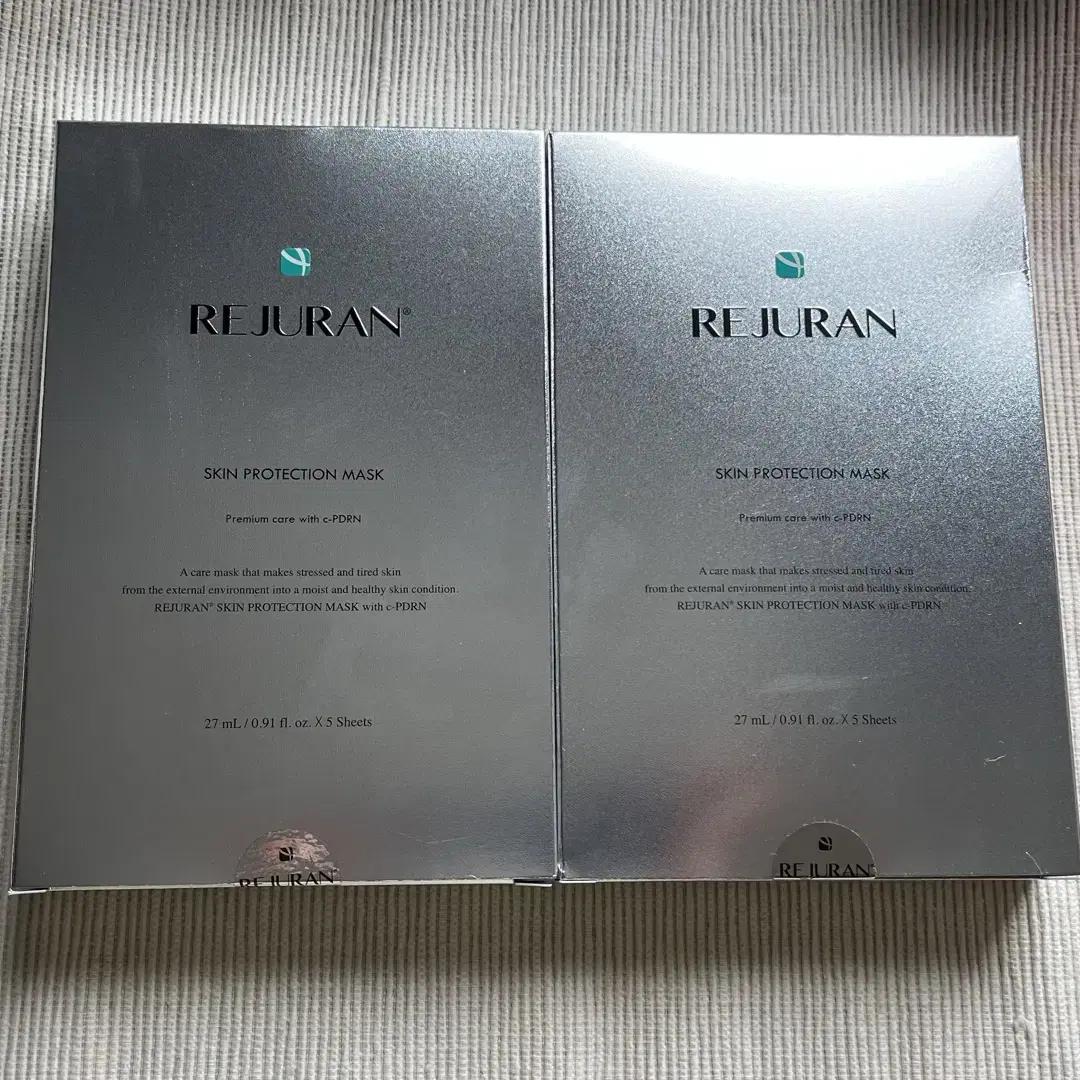 REJURAN®
SKIN PROTECTION MASK
Premium care with c-PDRN
A care mask that makes stressed and tired skin
from the external environment into a moist and healthy skin condition.
REJURAN® SKIN PROTECTION MASK with c-PDRN
27 mL / 0.91 fl. oz. X 5 Sheets
REJURAN
REJURAN
SKIN PROTECTION MASK
Premium care with c-PDRN
A care mask that makes stressed and tired skin
from the external environment into a moist and healthy skin condition.
REJURAN® SKIN PROTECTION MASK with c-PDRN
27 mL / 0.91 fl. oz. X 5 Sheets
REJURAN